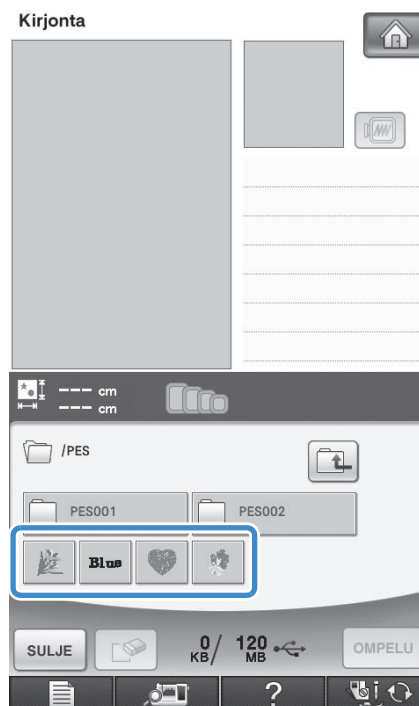 Kirjonta
--- cm
--- cm
/PES
PES001 PES002
Blue
SULJE 0 KB/ 120 MB OMPELU
?